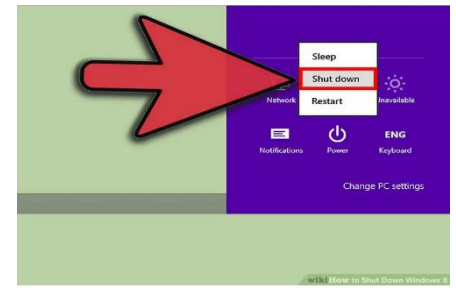 Sleep
Shut down
Restart
Network
Unavailable
Notifications
Power
ENG
Keyboard
Change PC settings
wikiHow to Shut Down Windows 8